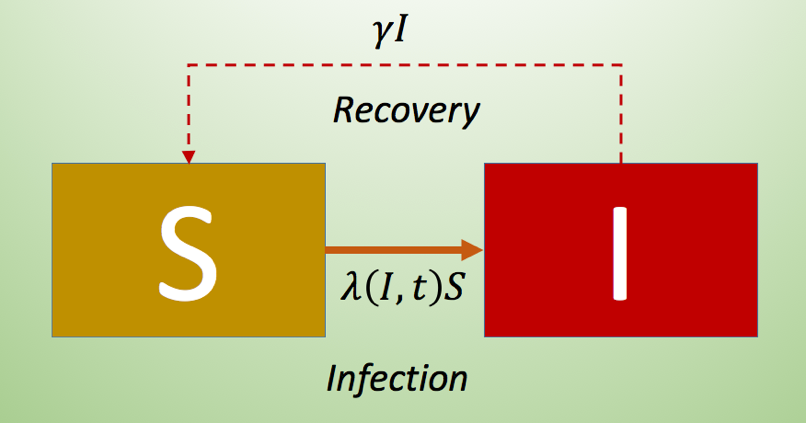 γI
Recovery
S
I
λ(I, t)S
Infection